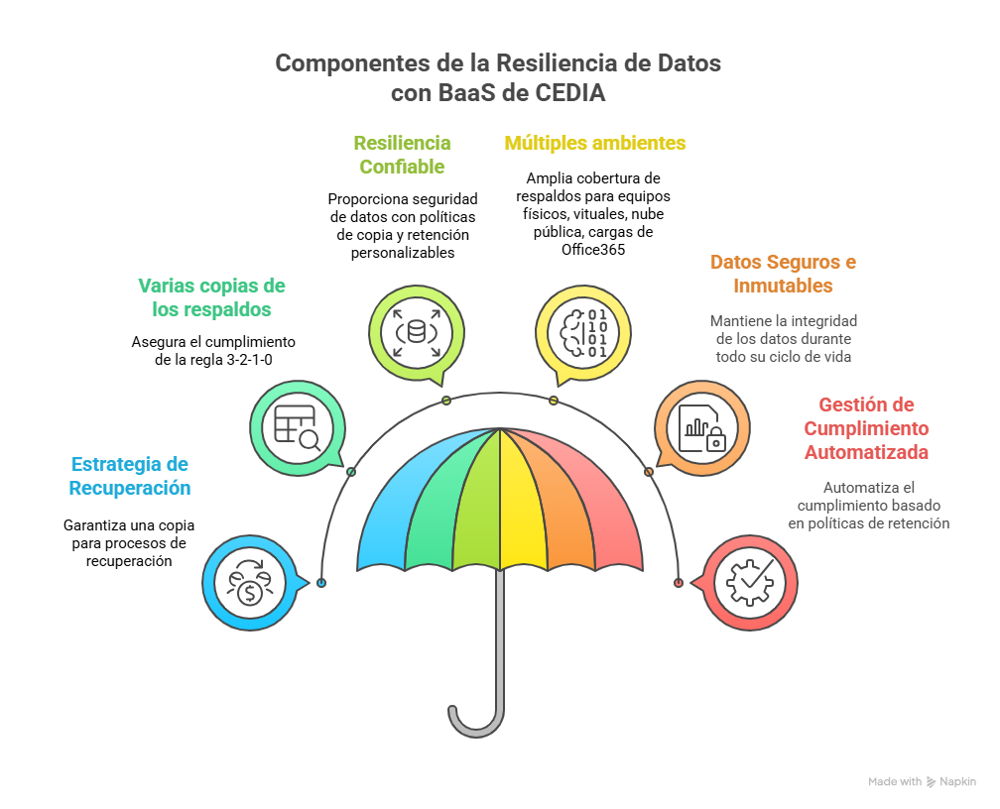 Componentes de la Resiliencia de Datos
con BaaS de CEDIA
Resiliencia
Confiable
Proporciona seguridad
de datos con políticas
de copia y retención
personalizables
Múltiples ambientes
Amplia cobertura de
respaldos para equipos
físicos, vituales, nube
pública, cargas de
Office365
Varias copias de
los respaldos
Asegura el cumplimiento
de la regla 3-2-1-0
Datos Seguros e
Inmutables
Mantiene la integridad
de los datos durante
todo su ciclo de vida
Estrategia de
Recuperación
Garantiza una copia
para procesos de
recuperación
Gestión de
Cumplimiento
Automatizada
Automatiza el
cumplimiento basado
en políticas de retención
01
10
01
01
$
Made with Napkin